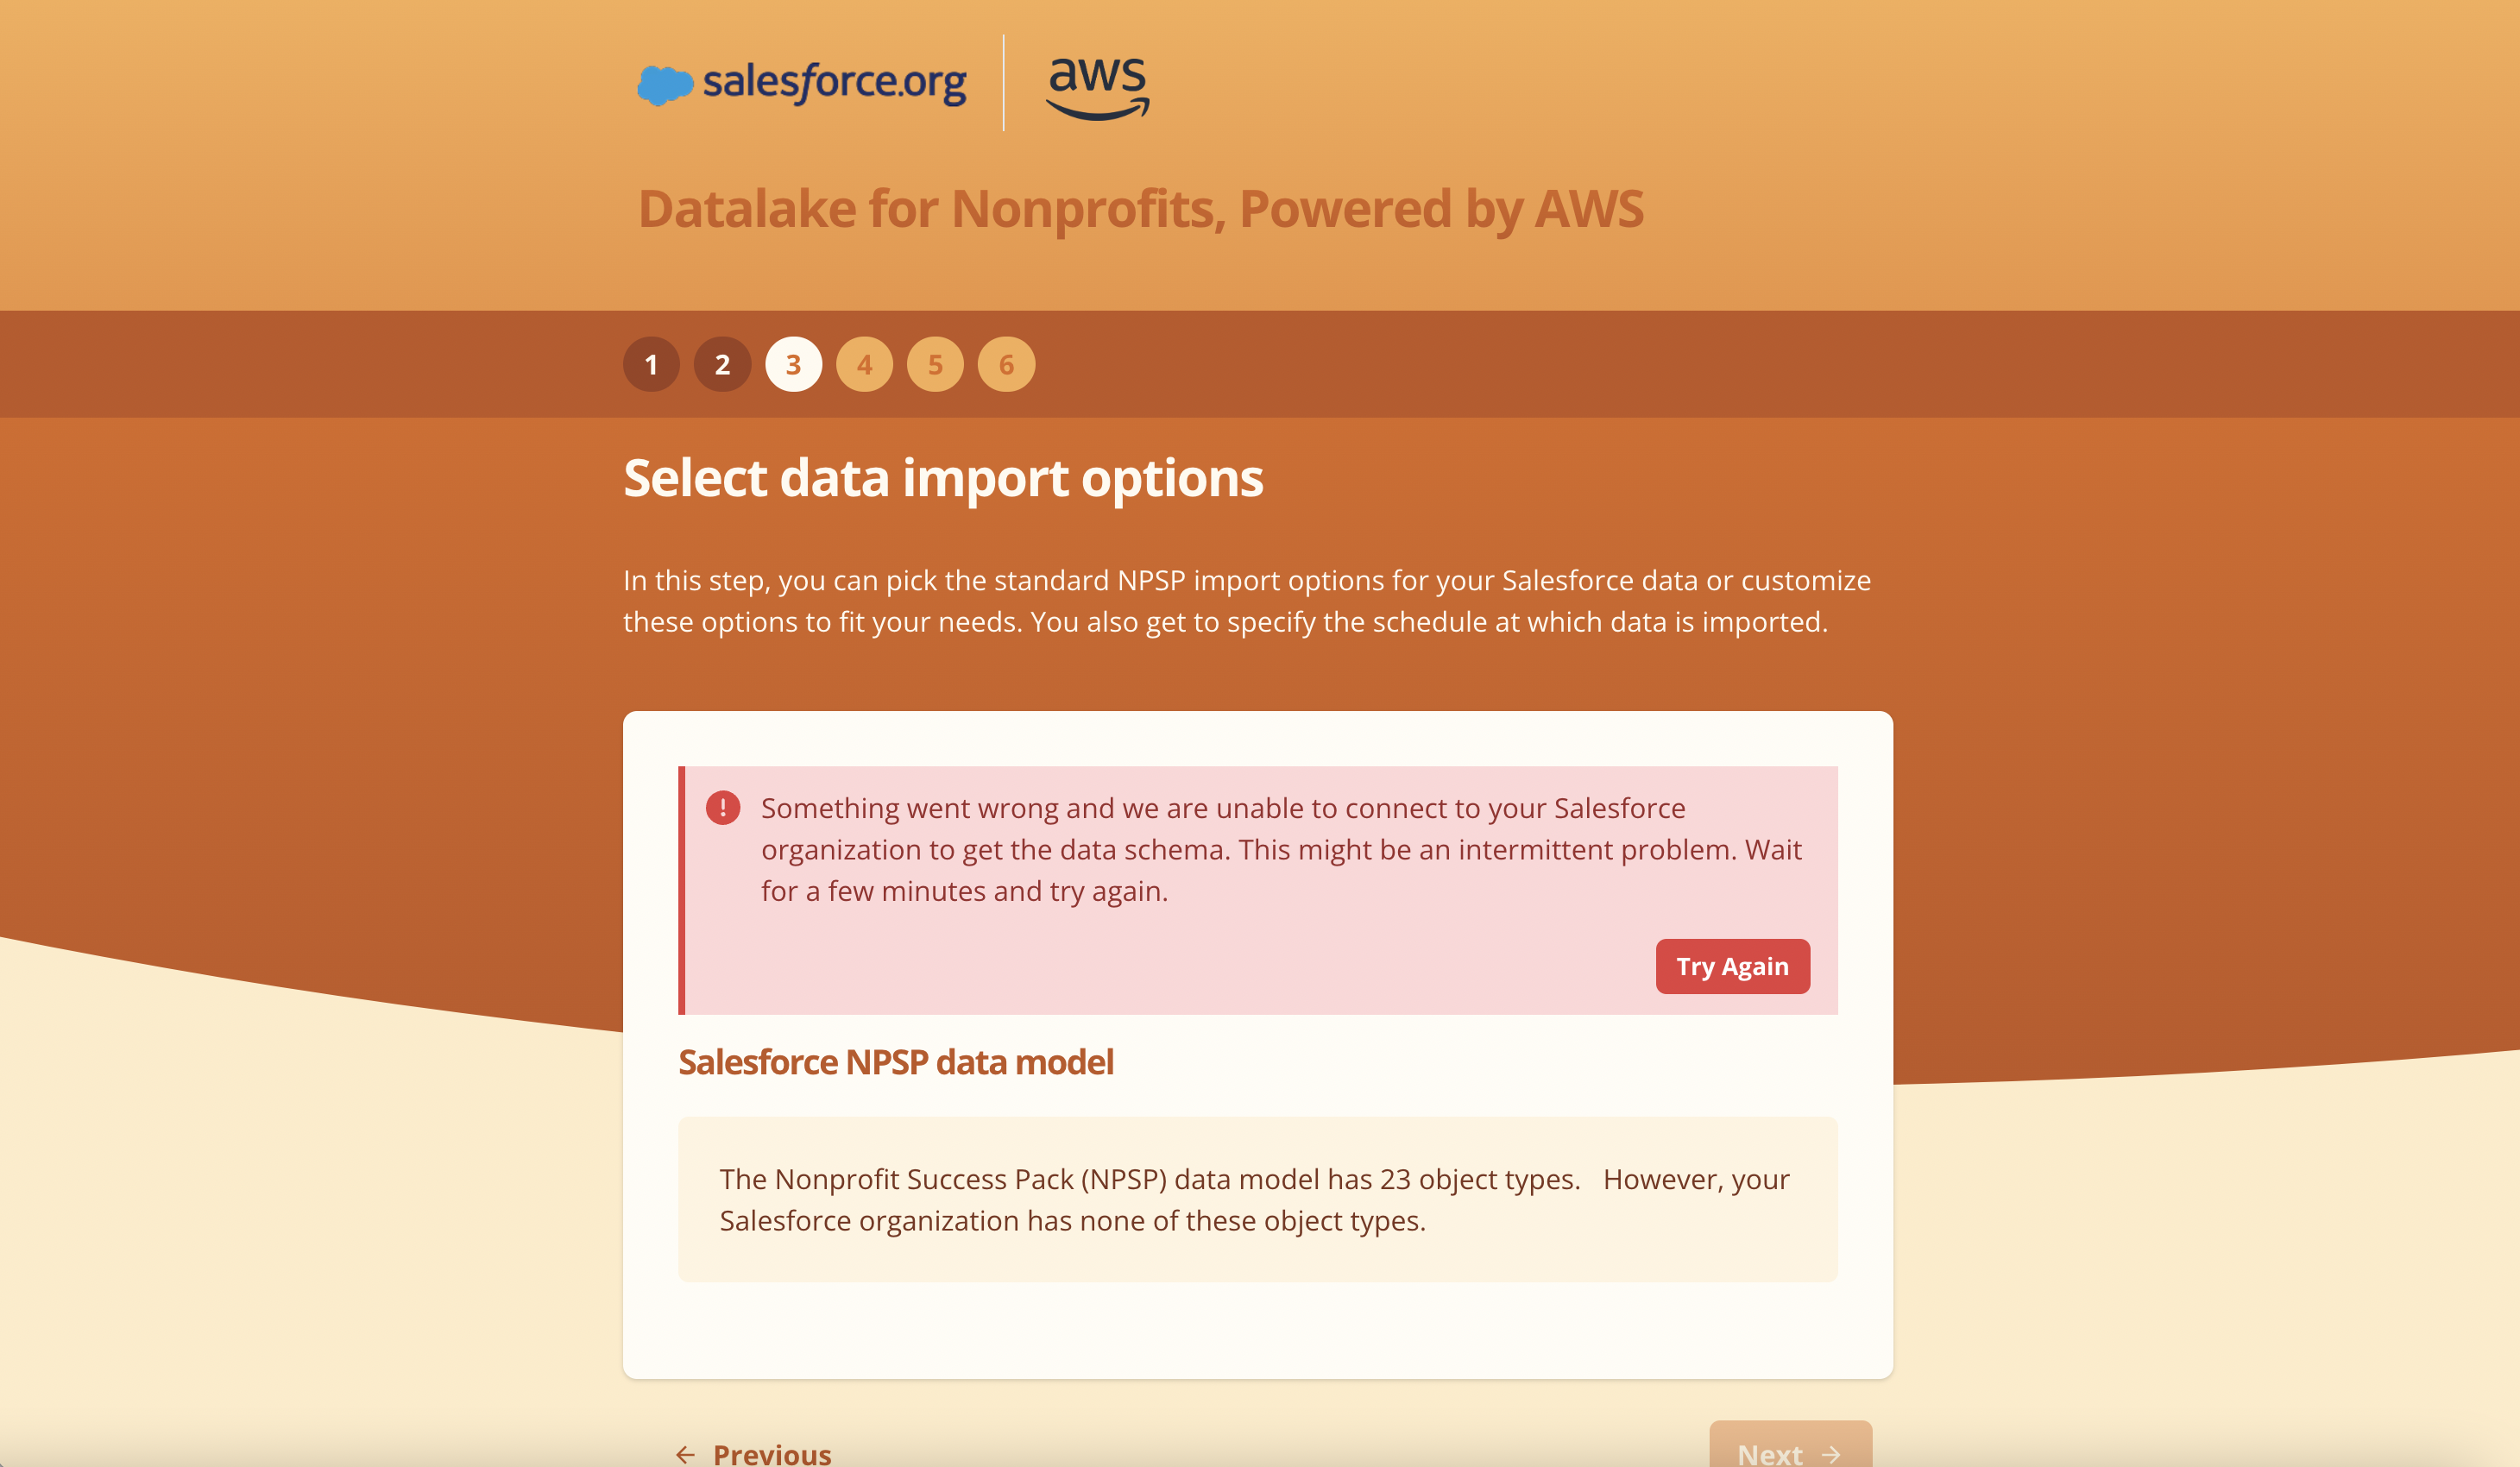 salesforce.org
aws
Datalake for Nonprofits, Powered by AWS
1 2 3 4 5 6
Select data import options
In this step, you can pick the standard NPSP import options for your Salesforce data or customize
these options to fit your needs. You also get to specify the schedule at which data is imported.
Something went wrong and we are unable to connect to your Salesforce
organization to get the data schema. This might be an intermittent problem. Wait
for a few minutes and try again.
Try Again
Salesforce NPSP data model
The Nonprofit Success Pack (NPSP) data model has 23 object types.   However, your
Salesforce organization has none of these object types.
← Previous
Next →